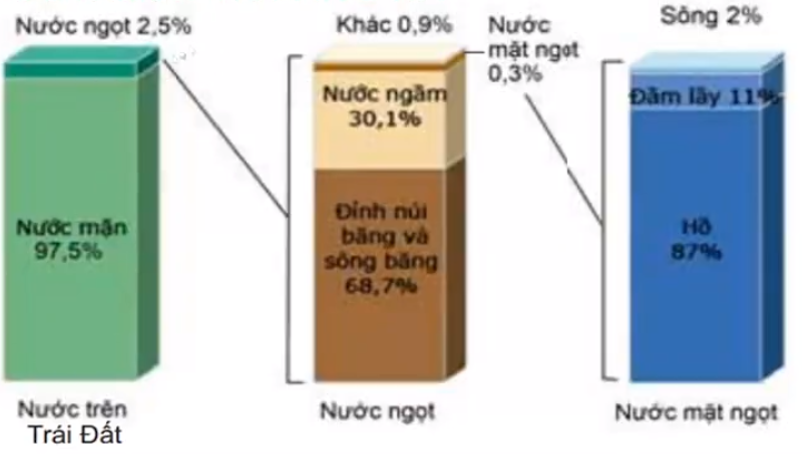 Nước ngọt 2,5%
Nước mặn
97,5%
Nước trên
Trái Đất
Khác 0,9%
Nước
mặt ngọt
0,3%
Nước ngầm
30,1%
Đỉnh núi
băng và
sông băng
68,7%
Nước ngọt
Sông 2%
Đầm lầy 11%
Hồ
87%
Nước mặt ngọt